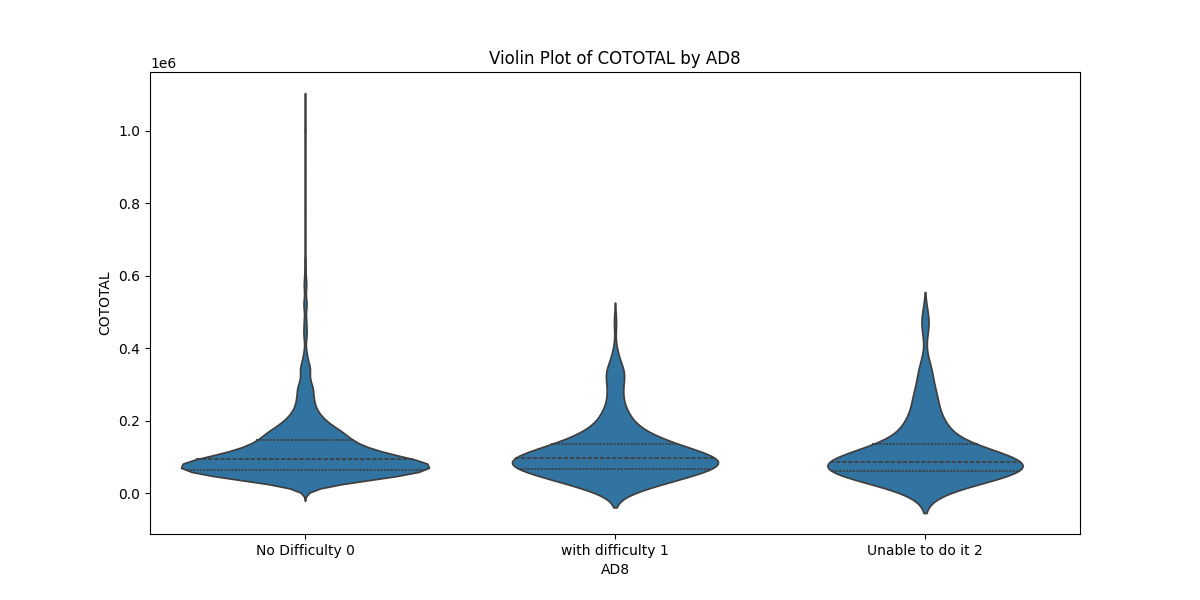 Violin Plot of COTOTAL by AD8
1e6
1.0
0.8
0.6
0.4
0.2
0.0
COTOTAL
No Difficulty 0
with difficulty 1
Unable to do it 2
AD8